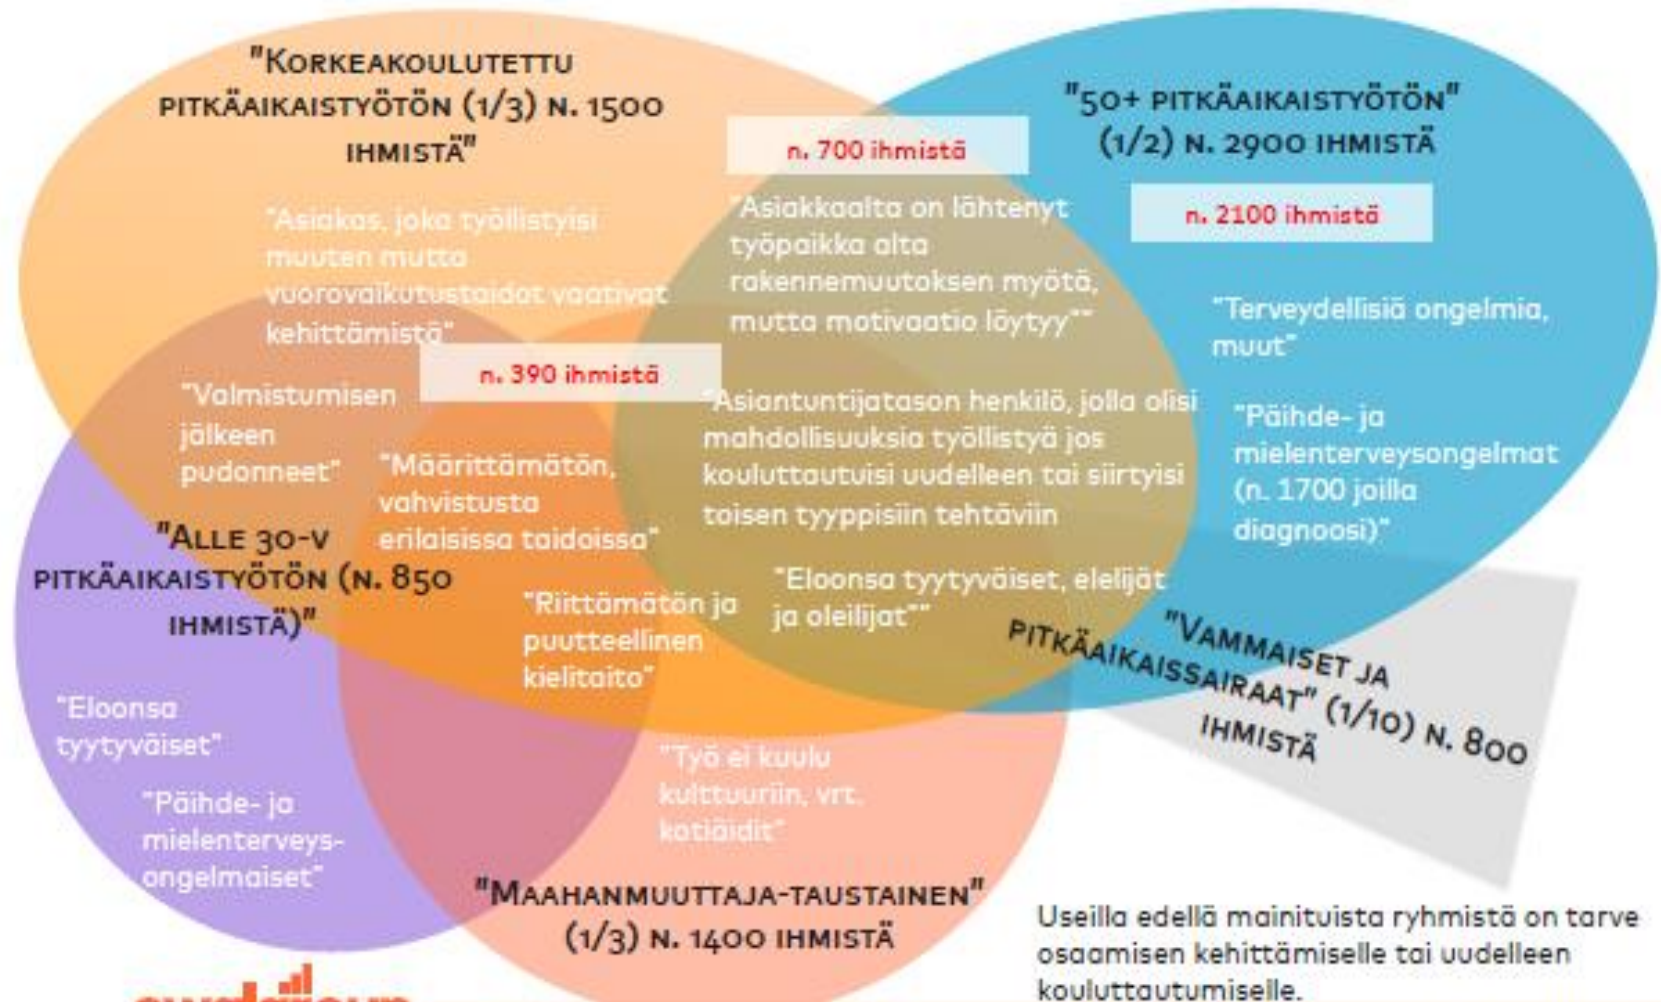 "KORKEAKOULUTETTU
PITKÄAIKAISTYÖTÖN (1/3) N. 1500
IHMISTÄ"
"Asiakas, joka työllistyisi
muuten mutta
vuorovaikutustaidot vaativat
kehittämistä"
n. 700 ihmistä
"Asiakkaalta on lähtenyt
työpaikka alta
rakennemuutoksen myötä,
mutta motivaatio löytyy""
"50+ PITKÄAIKAISTYÖTÖN"
(1/2) N. 2900 IHMISTÄ
n. 2100 ihmistä
"Terveydellisiä ongelmia,
muut"
"Päihde- ja
mielenterveysongelmat
(n. 1700 joilla
diagnoosi)"
n. 390 ihmistä
"Valmistumisen
jälkeen
pudonneet"
"Määrittämätön,
vahvistusta
erilaisissa taidoissa"
"Asiantuntijatason henkilö, jolla olisi
mahdollisuuksia työllistyä jos
kouluttautuisi uudelleen tai siirtyisi
toisen tyyppisiin tehtäviin
"Eloonsa tyytyväiset, elelijät
ja oleilijat""
"ALLE 30-V
PITKÄAIKAISTYÖTÖN (N. 850
IHMISTÄ)"
"Riittämätön ja
puutteellinen
kielitaito"
"VAMMAISET JA
PITKÄAIKAISSAIRAAT" (1/10) N. 800
IHMISTÄ
"Eloonsa
tyytyväiset"
"Päihde- ja
mielenterveys-
ongelmaiset"
"Työ ei kuulu
kulttuuriin, vrt.
kotiäidit"
"MAAHANMUUTTAJA-TAUSTAINEN"
(1/3) N. 1400 IHMISTÄ
Useilla edellä mainituista ryhmistä on tarve
osaamisen kehittämiselle tai uudelleen
kouluttautumiselle.